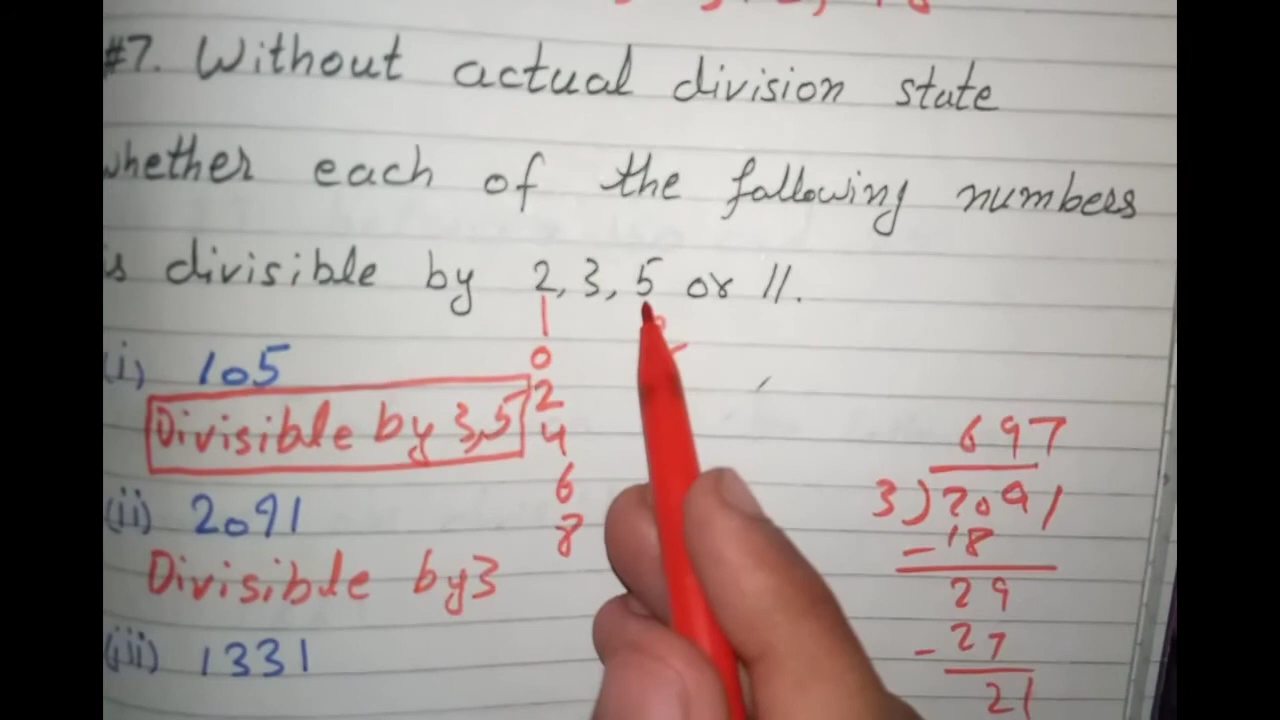 #7. Without actual division state
whether each of the following numbers
is divisible by 2, 3, 5 or 11.
0
2
4
6
8
(i) 105
Divisible by 3,5
(ii) 2091
Divisible by 3
(iii) 1331
697
3)2091
-18
29
-27
21